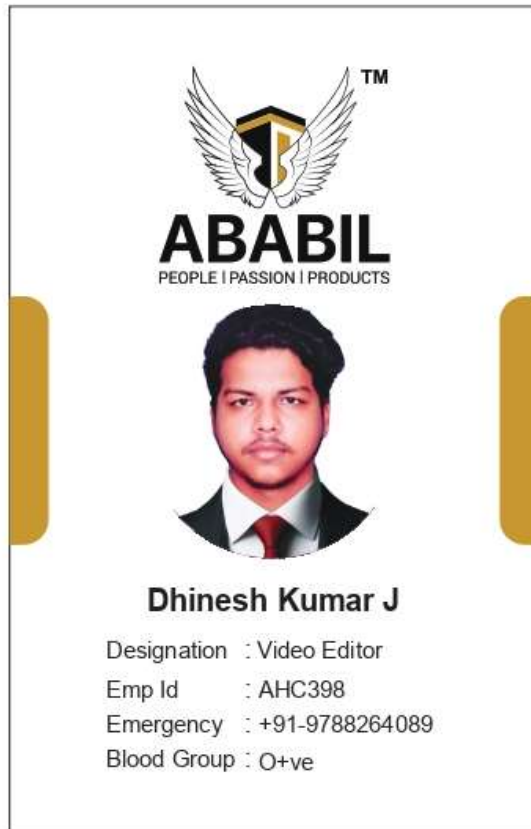 TM
ABABIL
PEOPLE | PASSION | PRODUCTS
Dhinesh Kumar J
Designation : Video Editor
Emp Id : AHC398
Emergency : +91-9788264089
Blood Group : O+ve